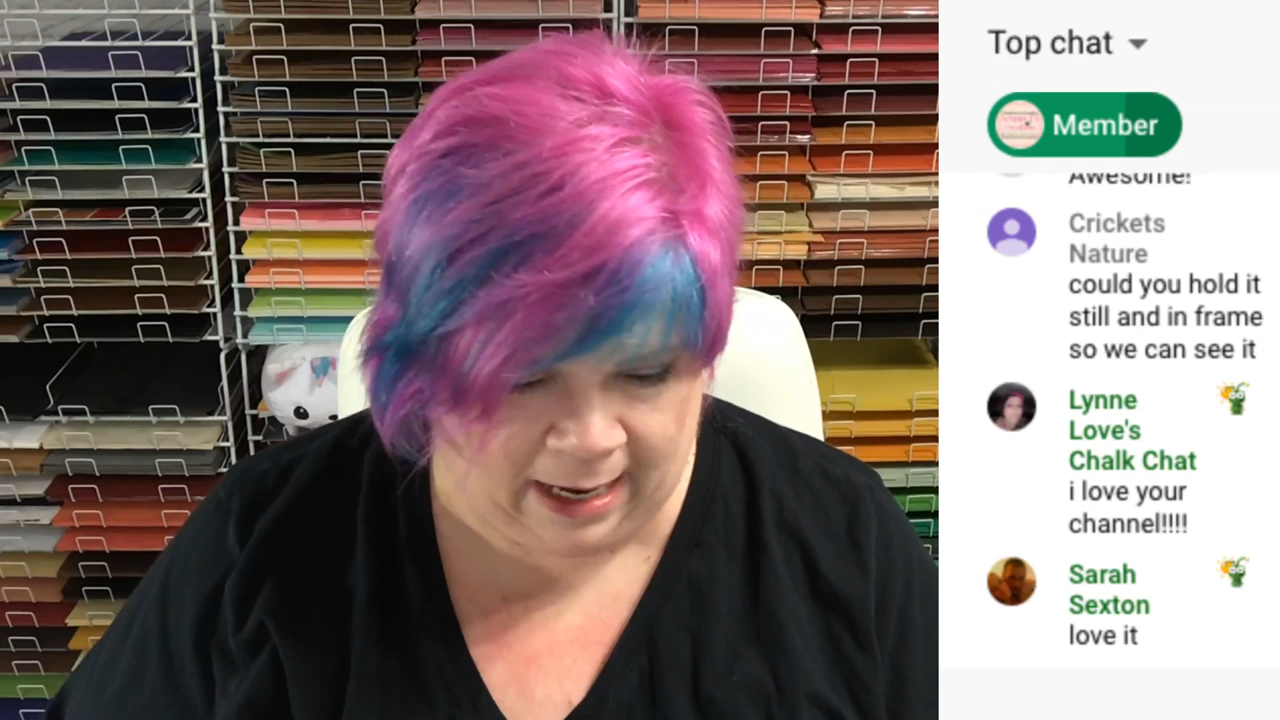 Top chat
Member
Awesome!
Crickets
Nature
could you hold it
still and in frame
so we can see it
Lynne
Love's
Chalk Chat
i love your
channel!!!!
Sarah
Sexton
love it